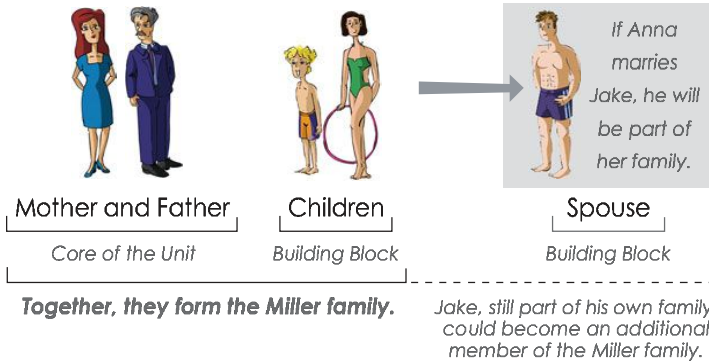 If Anna
marries
Jake, he will
be part of
her family.
Mother and Father
Children
Spouse
Core of the Unit
Building Block
Building Block
Together, they form the Miller family.
Jake, still part of his own family
could become an additional
member of the Miller family.